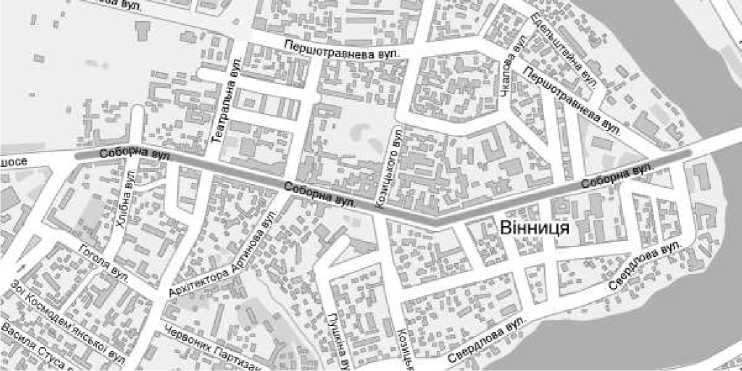 Едельштейна вул.
Першотравнева вул.
Чкалова вул.
Театральна вул.
Першотравнева вул.
шосе
Соборна вул
Соборна вул.
Козицького вул.
Соборна вул.
Хлібна вул.
Вінниця
Гоголя вул.
Архітектора Артинова вул.
Свердлова вул.
Зої Космодем'янської вул.
Василя Стуса в
Червоних Партизан
Пушкіна вул
Козицьк
Свердлова вул.